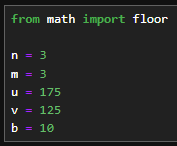 from math import floor
n = 3
m = 3
u = 175
v = 125
b = 10